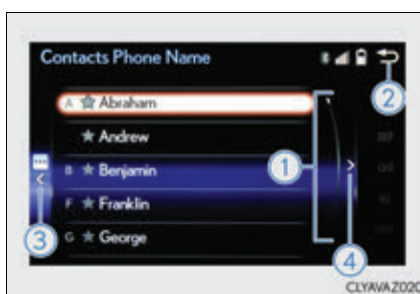 Contacts Phone Name
2
A Abraham
Andrew
1
B Benjamin
3
F Franklin
G George
4
CLYAVAZ020